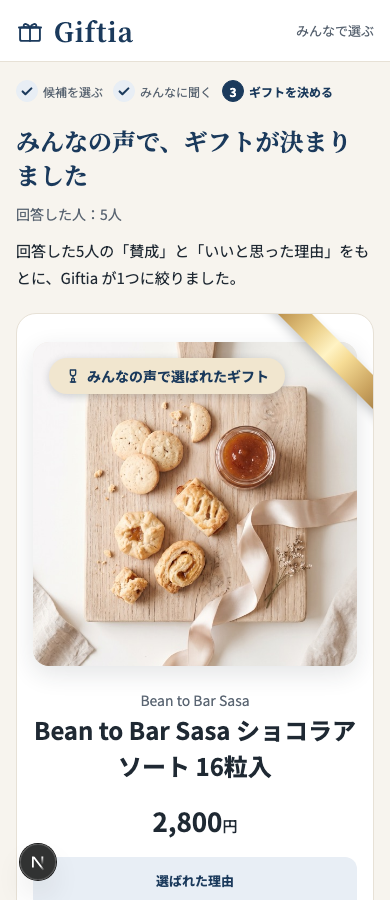 Giftia
みんなで選ぶ
候補を選ぶ
みんなに聞く
3 ギフトを決める
みんなの声で、ギフトが決まり
ました
回答した人：5人
回答した5人の「賛成」と「いいと思った理由」をも
とに、Giftia が1つに絞りました。
みんなの声で選ばれたギフト
Bean to Bar Sasa
Bean to Bar Sasa ショコラア
ソート 16粒入
2,800円
N
選ばれた理由